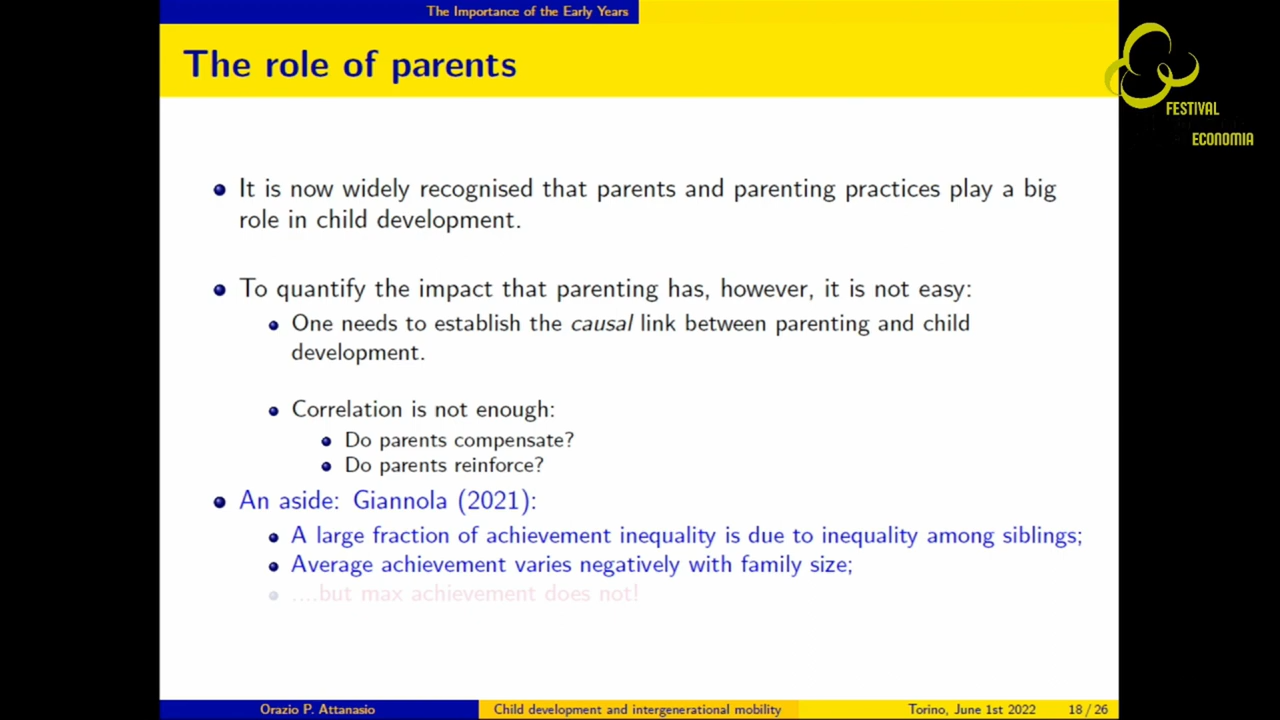 The Importance of the Early Years
The role of parents
FESTIVAL
ECONOMIA
It is now widely recognised that parents and parenting practices play a big
role in child development.
To quantify the impact that parenting has, however, it is not easy:
One needs to establish the causal link between parenting and child
development.
Correlation is not enough:
Do parents compensate?
Do parents reinforce?
An aside: Giannola (2021):
A large fraction of achievement inequality is due to inequality among siblings;
Average achievement varies negatively with family size;
....but max achievement does not!
Orazio P. Attanasio
Child development and intergenerational mobility
Torino, June 1st 2022
18 / 26